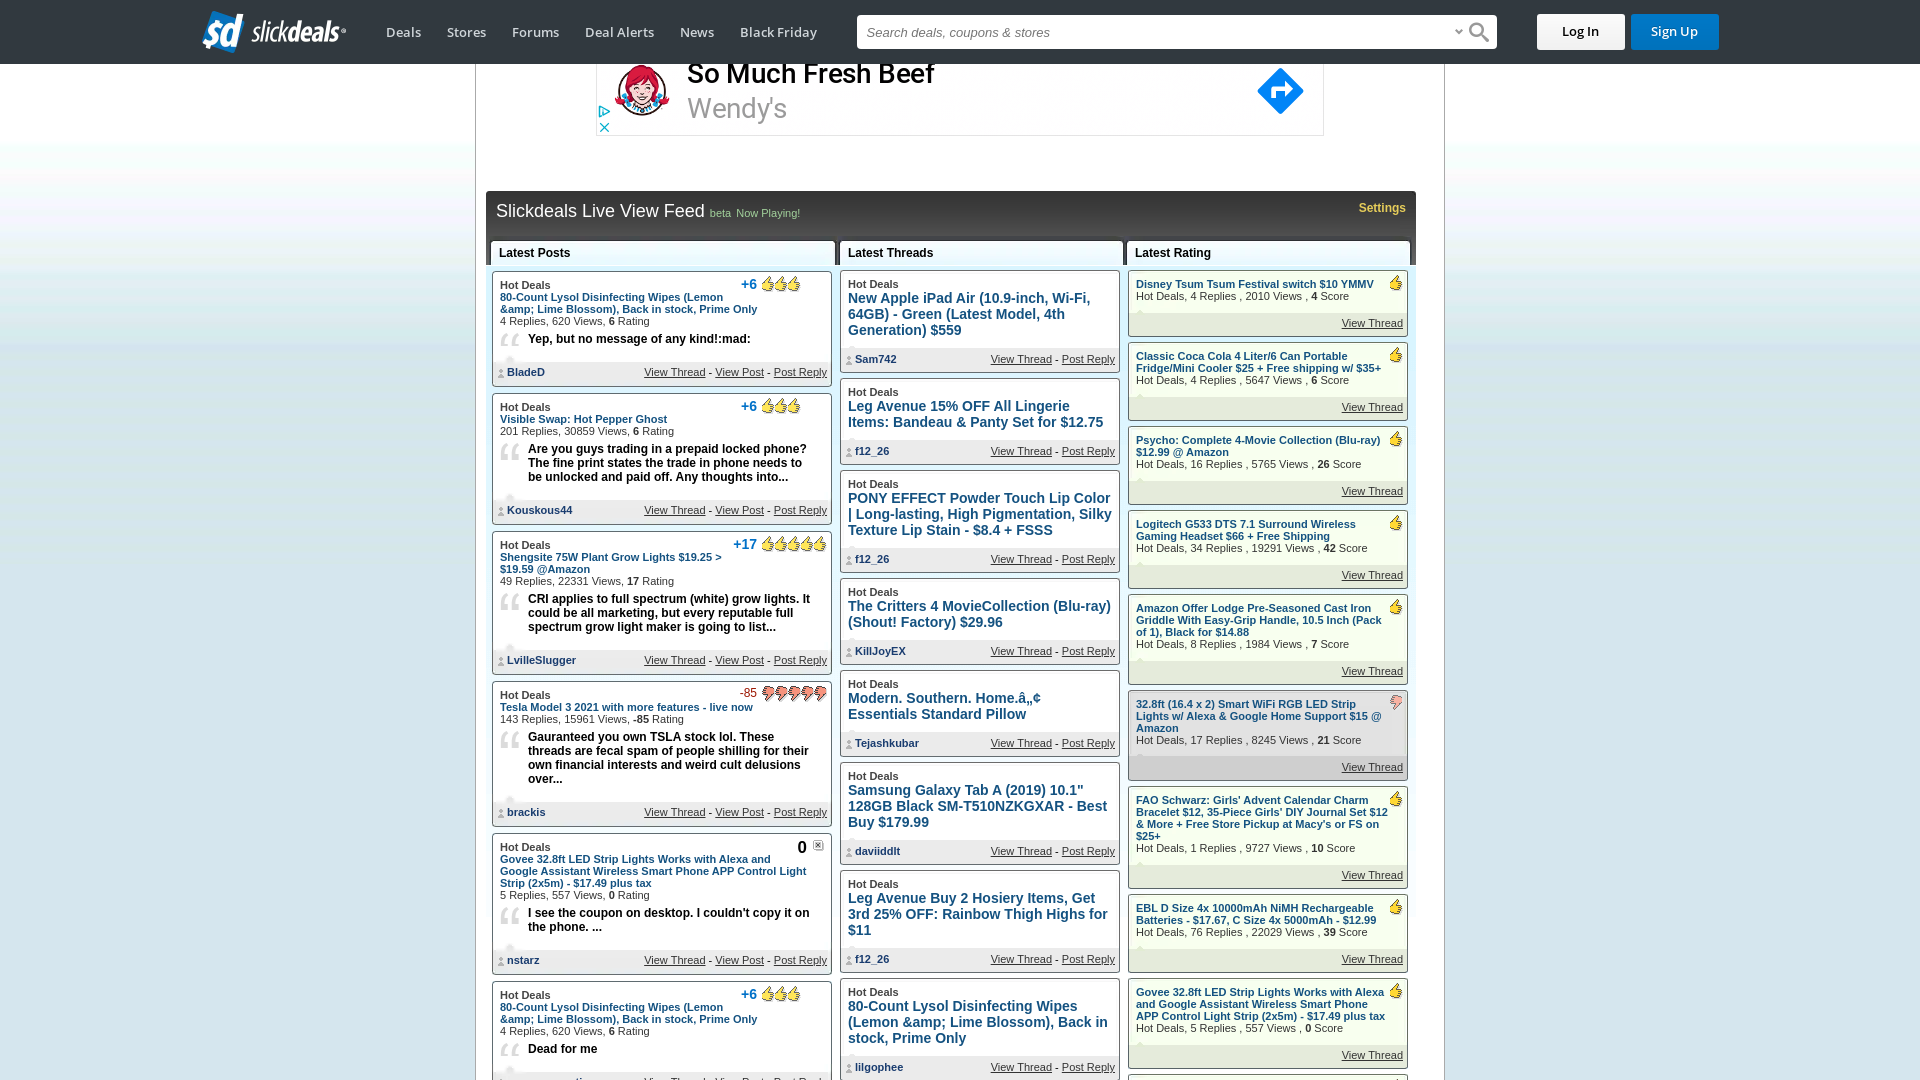 slickdeals
Deals
Stores
Forums
Deal Alerts
News
Black Friday
Search deals, coupons & stores
Log In
Sign Up
So Much Fresh Beef
Wendy's
Slickdeals Live View Feed beta Now Playing!
Settings
Latest Posts
Hot Deals
+6
80-Count Lysol Disinfecting Wipes (Lemon
&amp; Lime Blossom), Back in stock, Prime Only
4 Replies, 620 Views, 6 Rating
Yep, but no message of any kind!:mad:
BladeD
View Thread - View Post - Post Reply
Hot Deals
+6
Visible Swap: Hot Pepper Ghost
201 Replies, 30859 Views, 6 Rating
Are you guys trading in a prepaid locked phone?
The fine print states the trade in phone needs to
be unlocked and paid off. Any thoughts into...
Kouskous44
View Thread - View Post - Post Reply
Hot Deals
+17
Shengsite 75W Plant Grow Lights $19.25 >
$19.59 @Amazon
49 Replies, 22331 Views, 17 Rating
CRI applies to full spectrum (white) grow lights. It
could be all marketing, but every reputable full
spectrum grow light maker is going to list...
LvilleSlugger
View Thread - View Post - Post Reply
Hot Deals
-85
Tesla Model 3 2021 with more features - live now
143 Replies, 15961 Views, -85 Rating
Gauranteed you own TSLA stock lol. These
threads are fecal spam of people shilling for their
own financial interests and weird cult delusions
over...
brackis
View Thread - View Post - Post Reply
Hot Deals
0
Govee 32.8ft LED Strip Lights Works with Alexa and
Google Assistant Wireless Smart Phone APP Control Light
Strip (2x5m) - $17.49 plus tax
5 Replies, 557 Views, 0 Rating
I see the coupon on desktop. I couldn't copy it on
the phone. ...
nstarz
View Thread - View Post - Post Reply
Hot Deals
+6
80-Count Lysol Disinfecting Wipes (Lemon
&amp; Lime Blossom), Back in stock, Prime Only
4 Replies, 620 Views, 6 Rating
Dead for me
Latest Threads
Hot Deals
New Apple iPad Air (10.9-inch, Wi-Fi,
64GB) - Green (Latest Model, 4th
Generation) $559
Sam742
View Thread - Post Reply
Hot Deals
Leg Avenue 15% OFF All Lingerie
Items: Bandeau & Panty Set for $12.75
f12_26
View Thread - Post Reply
Hot Deals
PONY EFFECT Powder Touch Lip Color
| Long-lasting, High Pigmentation, Silky
Texture Lip Stain - $8.4 + FSSS
f12_26
View Thread - Post Reply
Hot Deals
The Critters 4 MovieCollection (Blu-ray)
(Shout! Factory) $29.96
KillJoyEX
View Thread - Post Reply
Hot Deals
Modern. Southern. Home.â„¢
Essentials Standard Pillow
Tejashkubar
View Thread - Post Reply
Hot Deals
Samsung Galaxy Tab A (2019) 10.1"
128GB Black SM-T510NZKGXAR - Best
Buy $179.99
daviiddlt
View Thread - Post Reply
Hot Deals
Leg Avenue Buy 2 Hosiery Items, Get
3rd 25% OFF: Rainbow Thigh Highs for
$11
f12_26
View Thread - Post Reply
Hot Deals
80-Count Lysol Disinfecting Wipes
(Lemon &amp; Lime Blossom), Back in
stock, Prime Only
lilgophee
View Thread - Post Reply
Latest Rating
Disney Tsum Tsum Festival switch $10 YMMV
Hot Deals, 4 Replies , 2010 Views , 4 Score
View Thread
Classic Coca Cola 4 Liter/6 Can Portable
Fridge/Mini Cooler $25 + Free shipping w/ $35+
Hot Deals, 4 Replies , 5647 Views , 6 Score
View Thread
Psycho: Complete 4-Movie Collection (Blu-ray)
$12.99 @ Amazon
Hot Deals, 16 Replies , 5765 Views , 26 Score
View Thread
Logitech G533 DTS 7.1 Surround Wireless
Gaming Headset $66 + Free Shipping
Hot Deals, 34 Replies , 19291 Views , 42 Score
View Thread
Amazon Offer Lodge Pre-Seasoned Cast Iron
Griddle With Easy-Grip Handle, 10.5 Inch (Pack
of 1), Black for $14.88
Hot Deals, 8 Replies , 1984 Views , 7 Score
View Thread
32.8ft (16.4 x 2) Smart WiFi RGB LED Strip
Lights w/ Alexa & Google Home Support $15 @
Amazon
Hot Deals, 17 Replies , 8245 Views , 21 Score
View Thread
FAO Schwarz: Girls' Advent Calendar Charm
Bracelet $12, 35-Piece Girls' DIY Journal Set $12
& More + Free Store Pickup at Macy's or FS on
$25+
Hot Deals, 1 Replies , 9727 Views , 10 Score
View Thread
EBL D Size 4x 10000mAh NiMH Rechargeable
Batteries - $17.67, C Size 4x 5000mAh - $12.99
Hot Deals, 76 Replies , 22029 Views , 39 Score
View Thread
Govee 32.8ft LED Strip Lights Works with Alexa
and Google Assistant Wireless Smart Phone
APP Control Light Strip (2x5m) - $17.49 plus tax
Hot Deals, 5 Replies , 557 Views , 0 Score
View Thread